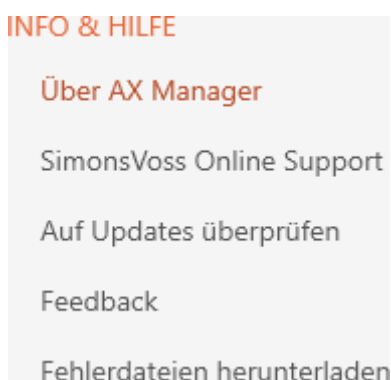 INFO & HILFE
Über AX Manager
SimonsVoss Online Support
Auf Updates überprüfen
Feedback
Fehlerdateien herunterladen